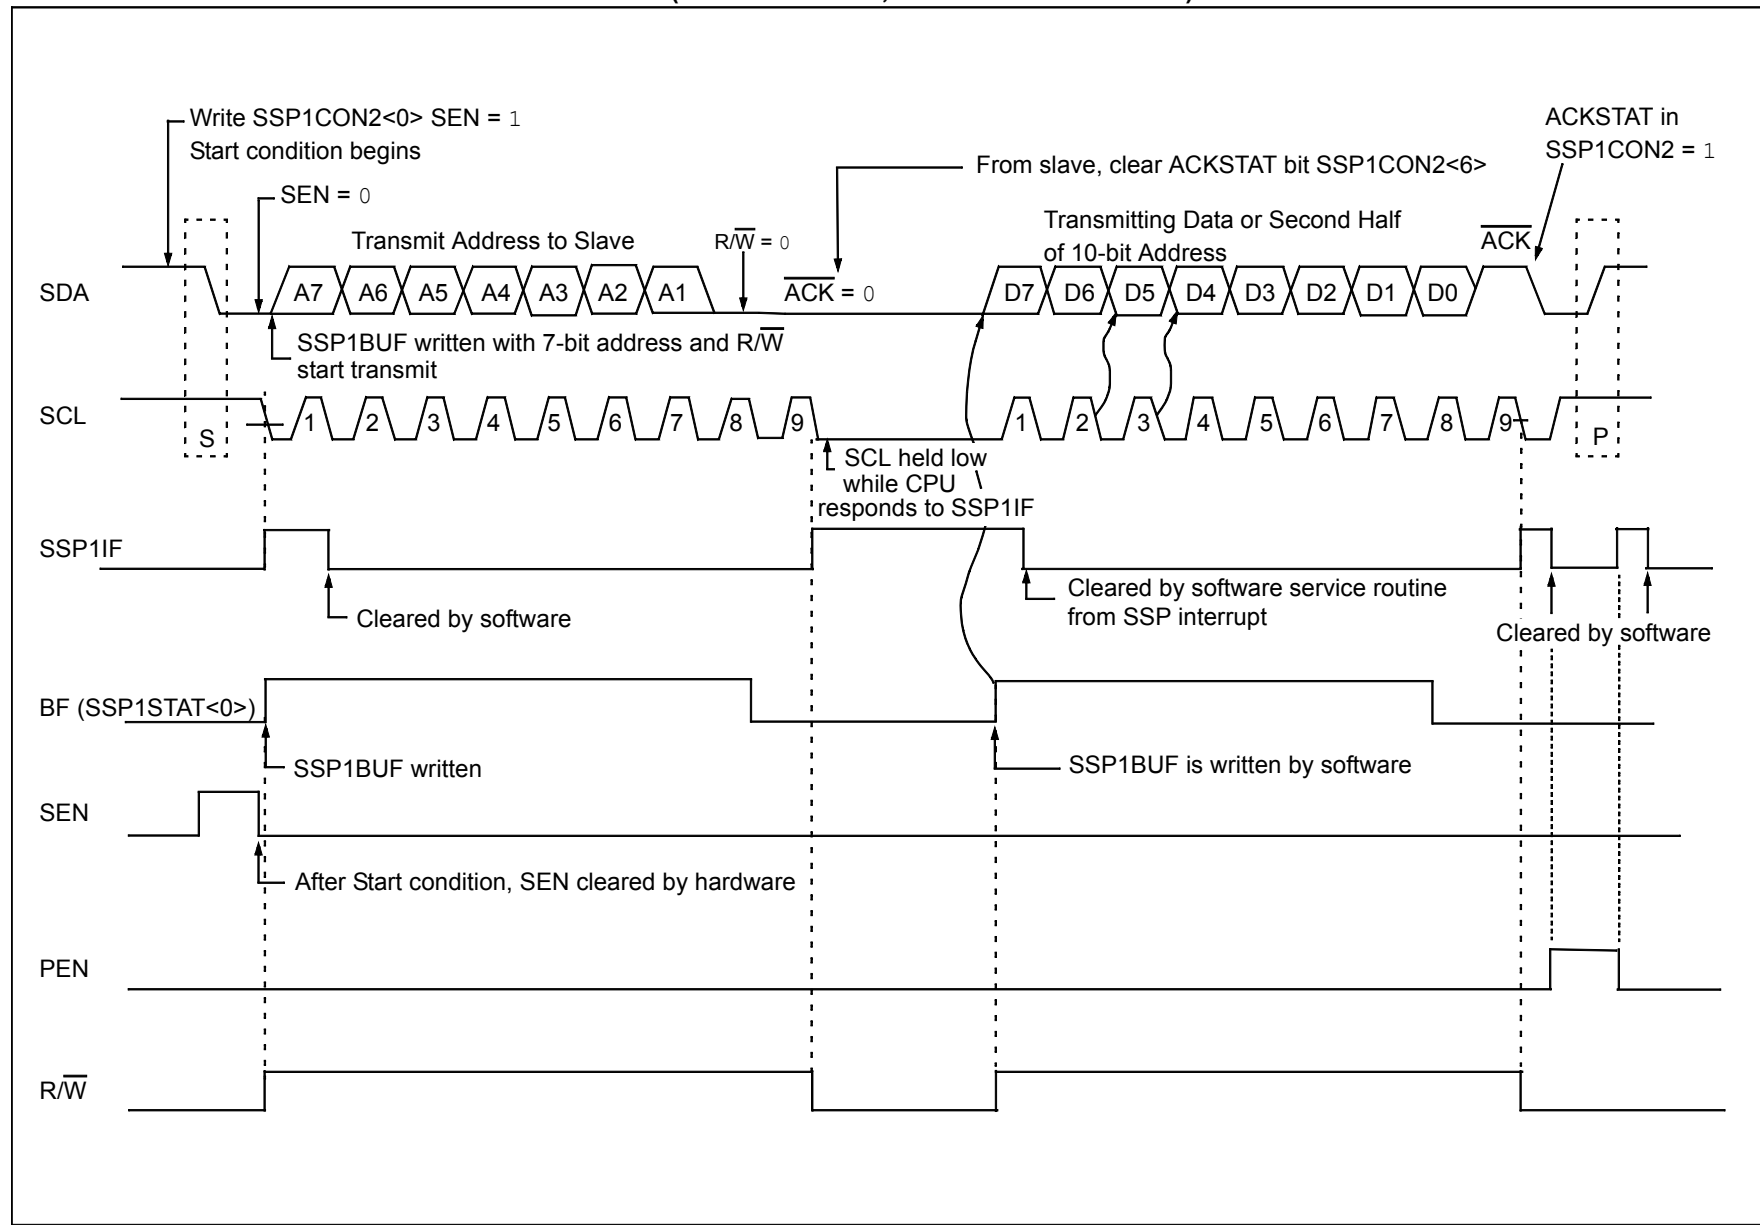 Write SSP1CON2<0> SEN = 1
Start condition begins
ACKSTAT in
SSP1CON2 = 1
From slave, clear ACKSTAT bit SSP1CON2<6>
SEN = 0
Transmit Address to Slave
R/W̅ = 0
Transmitting Data or Second Half
of 10-bit Address
A̅C̅K̅
SDA
A7 A6 A5 A4 A3 A2 A1
A̅C̅K̅ = 0
D7 D6 D5 D4 D3 D2 D1 D0
SSP1BUF written with 7-bit address and R/W̅
start transmit
SCL
S
1 2 3 4 5 6 7 8 9
1 2 3 4 5 6 7 8 9
P
SCL held low
while CPU
responds to SSP1IF
SSP1IF
Cleared by software
Cleared by software service routine
from SSP interrupt
Cleared by software
BF (SSP1STAT<0>)
SSP1BUF written
SSP1BUF is written by software
SEN
After Start condition, SEN cleared by hardware
PEN
R/W̅